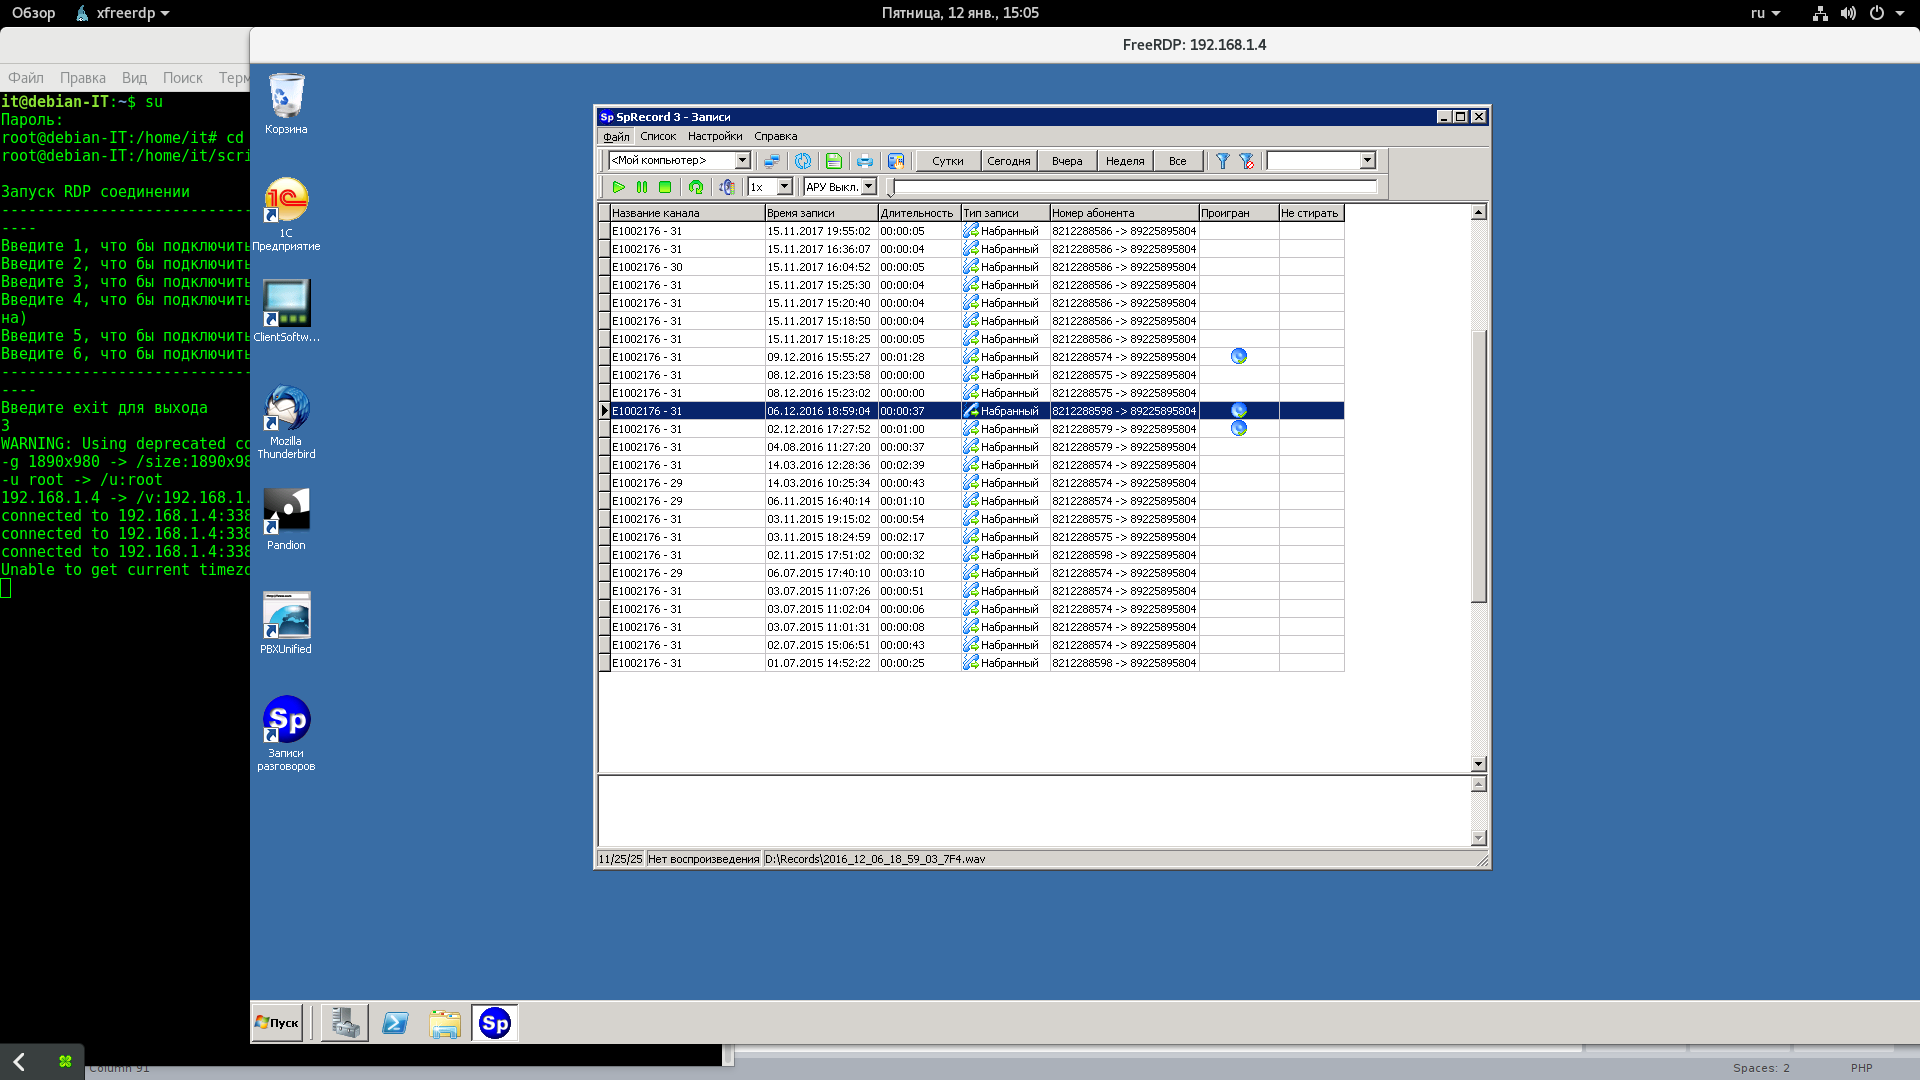 Обзор xfreerdp Пятница, 12 янв., 15:05 ru
FreeRDP: 192.168.1.4
Файл Правка Вид Поиск Терм
it@debian-IT:~$ su
Пароль:
root@debian-IT:/home/it# cd
root@debian-IT:/home/it/scri
Запуск RDP соединении
----------------------------
----
Введите 1, что бы подключить
Введите 2, что бы подключить
Введите 3, что бы подключить
Введите 4, что бы подключить
на)
Введите 5, что бы подключить
Введите 6, что бы подключить
----------------------------
----
Введите exit для выхода
3
WARNING: Using deprecated co
-g 1890x980 -> /size:1890x98
-u root -> /u:root
192.168.1.4 -> /v:192.168.1.
connected to 192.168.1.4:338
connected to 192.168.1.4:338
connected to 192.168.1.4:338
Unable to get current timezo
Корзина
1C
Предприятие
ClientSoftw...
Mozilla
Thunderbird
Pandion
PBXUnified
Sp
Записи
разговоров
Sp SpRecord 3 - Записи
Файл Список Настройки Справка
<Мой компьютер> Сутки Сегодня Вчера Неделя Все
1x АРУ Выкл.
Название канала Время записи Длительность Тип записи Номер абонента Проигран Не стирать
E1002176 - 31 15.11.2017 19:55:02 00:00:05 Набранный 8212288586 -> 89225895804
E1002176 - 31 15.11.2017 16:36:07 00:00:04 Набранный 8212288586 -> 89225895804
E1002176 - 30 15.11.2017 16:04:52 00:00:05 Набранный 8212288586 -> 89225895804
E1002176 - 31 15.11.2017 15:25:30 00:00:04 Набранный 8212288586 -> 89225895804
E1002176 - 31 15.11.2017 15:20:40 00:00:04 Набранный 8212288586 -> 89225895804
E1002176 - 31 15.11.2017 15:18:50 00:00:04 Набранный 8212288586 -> 89225895804
E1002176 - 31 15.11.2017 15:18:25 00:00:05 Набранный 8212288586 -> 89225895804
E1002176 - 31 09.12.2016 15:55:27 00:01:28 Набранный 8212288574 -> 89225895804
E1002176 - 31 08.12.2016 15:23:58 00:00:00 Набранный 8212288575 -> 89225895804
E1002176 - 31 08.12.2016 15:23:02 00:00:00 Набранный 8212288575 -> 89225895804
E1002176 - 31 06.12.2016 18:59:04 00:00:37 Набранный 8212288598 -> 89225895804
E1002176 - 31 02.12.2016 17:27:52 00:01:00 Набранный 8212288579 -> 89225895804
E1002176 - 31 04.08.2016 11:27:20 00:00:37 Набранный 8212288579 -> 89225895804
E1002176 - 31 14.03.2016 12:28:36 00:02:39 Набранный 8212288574 -> 89225895804
E1002176 - 29 14.03.2016 10:25:34 00:00:43 Набранный 8212288574 -> 89225895804
E1002176 - 29 06.11.2015 16:40:14 00:01:10 Набранный 8212288574 -> 89225895804
E1002176 - 31 03.11.2015 19:15:02 00:00:54 Набранный 8212288575 -> 89225895804
E1002176 - 31 03.11.2015 18:24:59 00:02:17 Набранный 8212288575 -> 89225895804
E1002176 - 31 02.11.2015 17:51:02 00:00:32 Набранный 8212288598 -> 89225895804
E1002176 - 29 06.07.2015 17:40:10 00:03:10 Набранный 8212288574 -> 89225895804
E1002176 - 31 03.07.2015 11:07:26 00:00:51 Набранный 8212288574 -> 89225895804
E1002176 - 31 03.07.2015 11:02:04 00:00:06 Набранный 8212288574 -> 89225895804
E1002176 - 31 03.07.2015 11:01:31 00:00:08 Набранный 8212288574 -> 89225895804
E1002176 - 31 02.07.2015 15:06:51 00:00:43 Набранный 8212288574 -> 89225895804
E1002176 - 31 01.07.2015 14:52:22 00:00:25 Набранный 8212288598 -> 89225895804
11/25/25 Нет воспроизведения D:\Records\2016_12_06_18_59_03_7F4.wav
Пуск Sp
Column 91 Spaces: 2 PHP